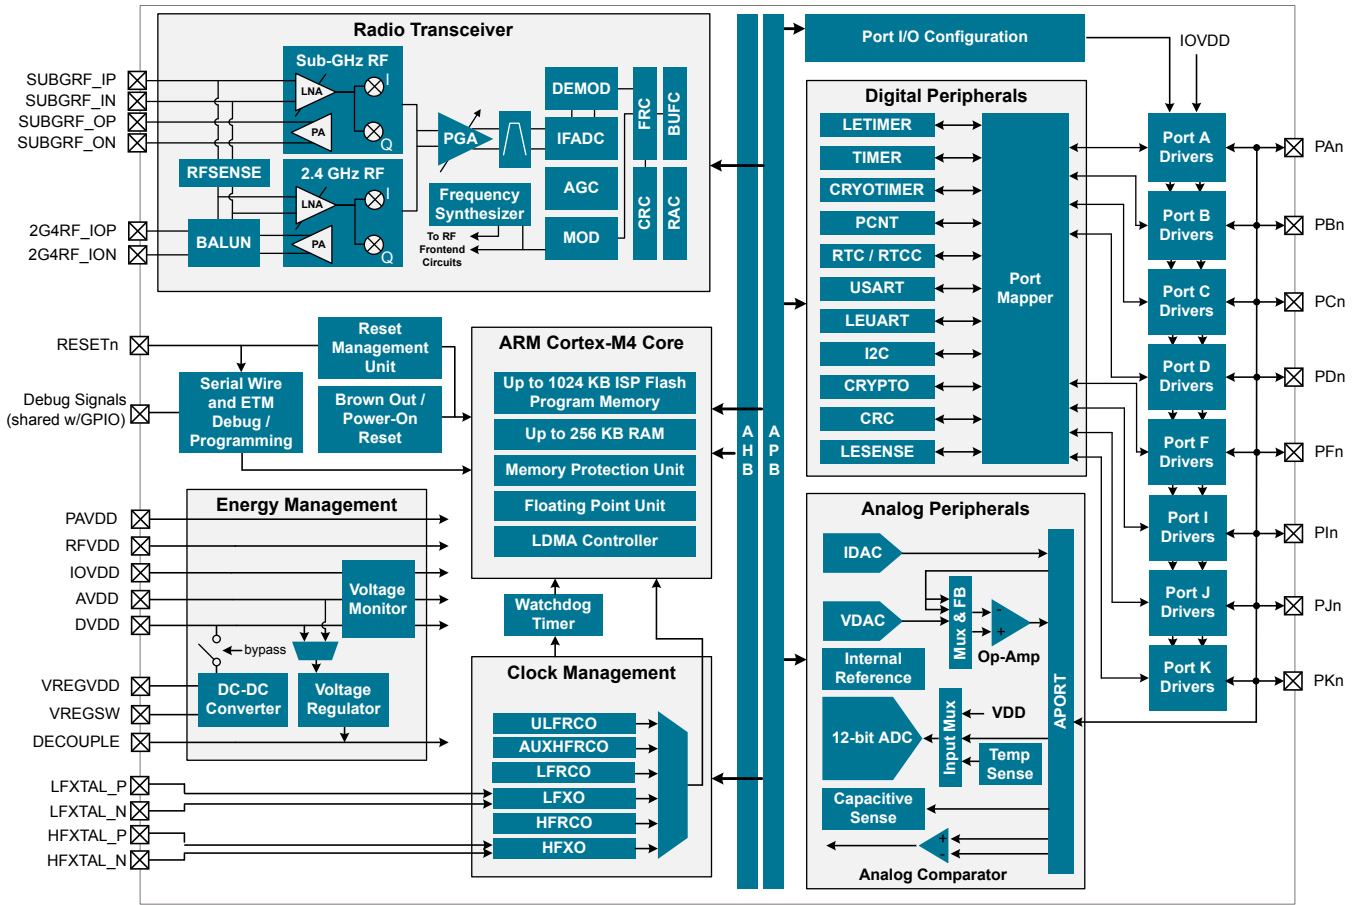 Radio Transceiver
SUBGRF_IP
SUBGRF_IN
SUBGRF_OP
SUBGRF_ON
2G4RF_IOP
2G4RF_ION
Sub-GHz RF
LNA
I
PA
Q
RFSENSE
2.4 GHz RF
LNA
I
PA
Q
BALUN
PGA
Frequency
Synthesizer
To RF
Frontend
Circuits
DEMOD
IFADC
AGC
MOD
FRC
BUFC
CRC
RAC
RESETn
Debug Signals
(shared w/GPIO)
Reset
Management
Unit
Serial Wire
and ETM
Debug /
Programming
Brown Out /
Power-On
Reset
ARM Cortex-M4 Core
Up to 1024 KB ISP Flash
Program Memory
Up to 256 KB RAM
Memory Protection Unit
Floating Point Unit
LDMA Controller
Watchdog
Timer
Energy Management
PAVDD
RFVDD
IOVDD
AVDD
DVDD
VREGVDD
VREGSW
DECOUPLE
Voltage
Monitor
bypass
DC-DC
Converter
Voltage
Regulator
LFXTAL_P
LFXTAL_N
HFXTAL_P
HFXTAL_N
Clock Management
ULFRCO
AUXHFRCO
LFRCO
LFXO
HFRCO
HFXO
A
H
B
A
P
B
Port I/O Configuration
IOVDD
Digital Peripherals
LETIMER
TIMER
CRYOTIMER
PCNT
RTC / RTCC
USART
LEUART
I2C
CRYPTO
CRC
LESENSE
Port
Mapper
Port A
Drivers
Port B
Drivers
Port C
Drivers
Port D
Drivers
Port F
Drivers
Port I
Drivers
Port J
Drivers
Port K
Drivers
PAn
PBn
PCn
PDn
PFn
PIn
PJn
PKn
Analog Peripherals
IDAC
VDAC
Mux & FB
-
+
Op-Amp
Internal
Reference
12-bit ADC
Input Mux
VDD
Temp
Sense
Capacitive
Sense
+
-
Analog Comparator
APORT